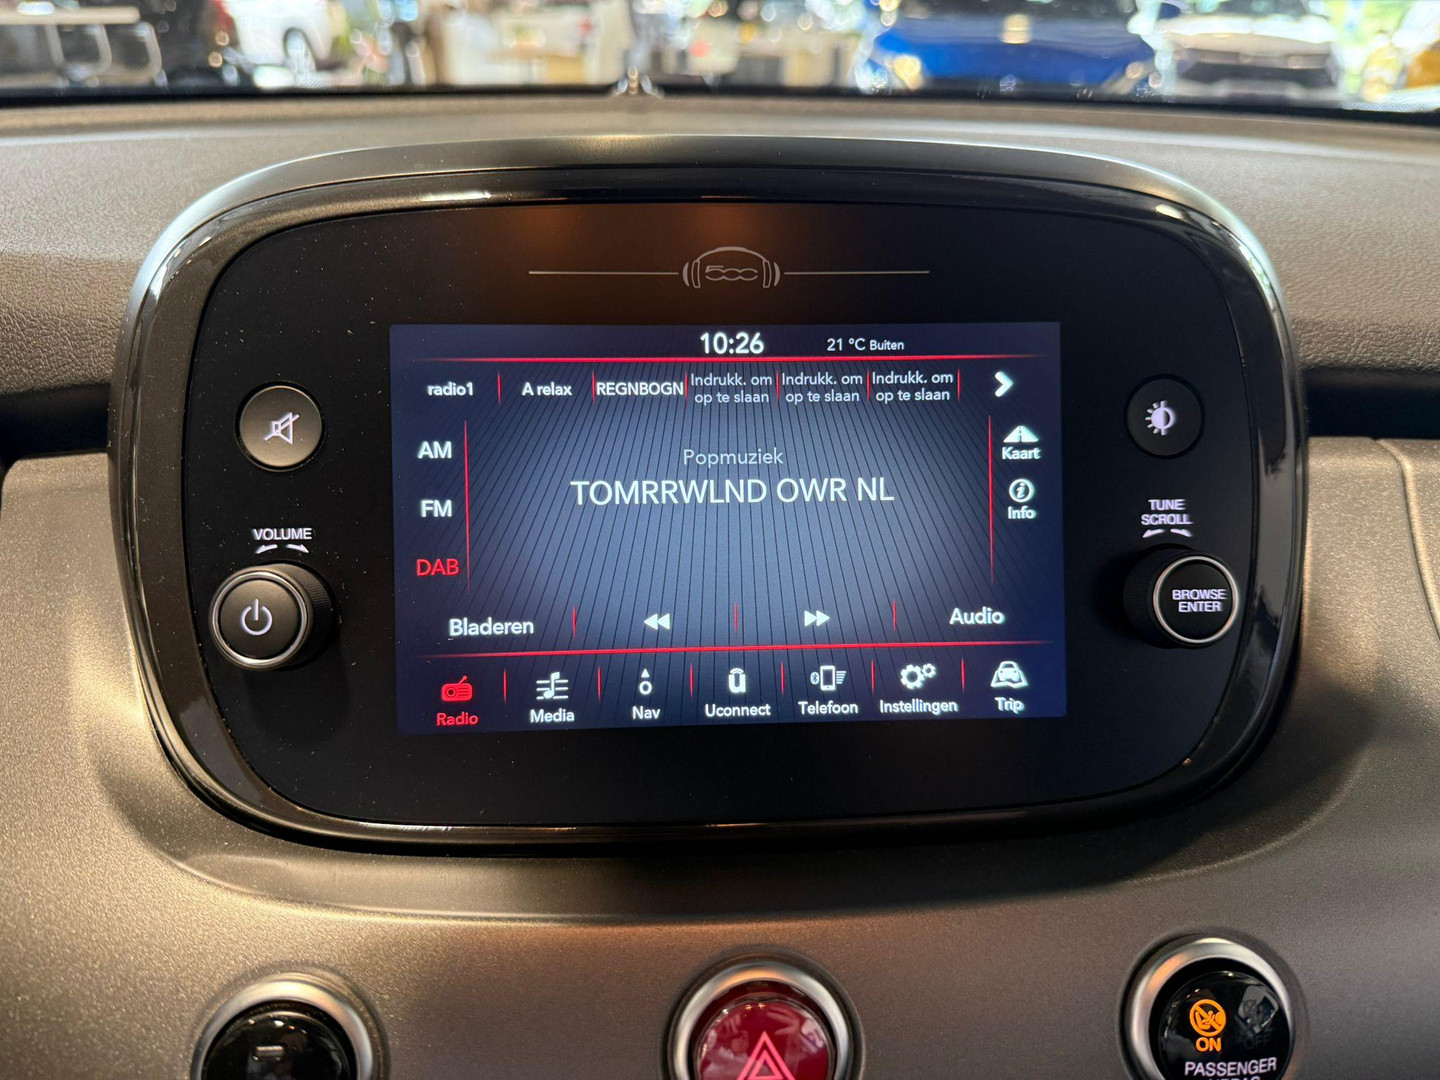 500
10:26
21 °C Buiten
radio1
A relax
REGNBOGN
Indrukk. om
op te slaan
Indrukk. om
op te slaan
Indrukk. om
op te slaan
AM
FM
DAB
Popmuziek
TOMRRWLND OWR NL
Kaart
Info
VOLUME
TUNE
SCROLL
BROWSE
ENTER
Bladeren
Audio
Radio
Media
Nav
Uconnect
Telefoon
Instellingen
Trip
ON
OFF
PASSENGER